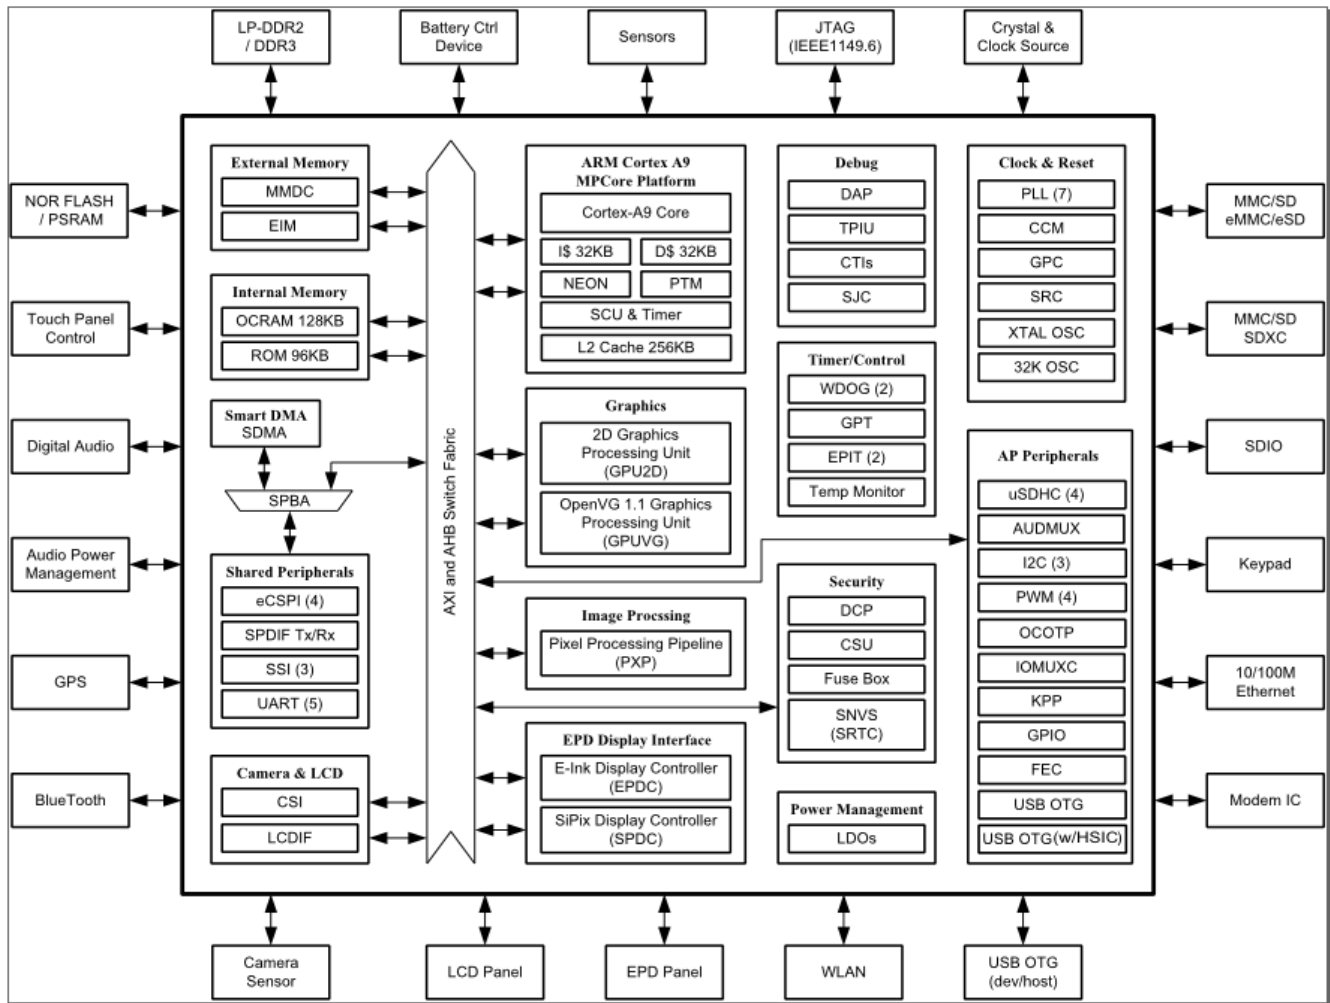 LP-DDR2
/ DDR3
Battery Ctrl
Device
Sensors
JTAG
(IEEE1149.6)
Crystal &
Clock Source
NOR FLASH
/ PSRAM
Touch Panel
Control
Digital Audio
Audio Power
Management
GPS
BlueTooth
External Memory
MMDC
EIM
Internal Memory
OCRAM 128KB
ROM 96KB
Smart DMA
SDMA
SPBA
Shared Peripherals
eCSPI (4)
SPDIF Tx/Rx
SSI (3)
UART (5)
Camera & LCD
CSI
LCDIF
AXI and AHB Switch Fabric
ARM Cortex A9
MPCore Platform
Cortex-A9 Core
I$ 32KB
D$ 32KB
NEON
PTM
SCU & Timer
L2 Cache 256KB
Graphics
2D Graphics
Processing Unit
(GPU2D)
OpenVG 1.1 Graphics
Processing Unit
(GPUVG)
Image Procssing
Pixel Processing Pipeline
(PXP)
EPD Display Interface
E-Ink Display Controller
(EPDC)
SiPix Display Controller
(SPDC)
Debug
DAP
TPIU
CTIs
SJC
Timer/Control
WDOG (2)
GPT
EPIT (2)
Temp Monitor
Security
DCP
CSU
Fuse Box
SNVS
(SRTC)
Power Management
LDOs
Clock & Reset
PLL (7)
CCM
GPC
SRC
XTAL OSC
32K OSC
AP Peripherals
uSDHC (4)
AUDMUX
I2C (3)
PWM (4)
OCOTP
IOMUXC
KPP
GPIO
FEC
USB OTG
USB OTG(w/HSIC)
MMC/SD
eMMC/eSD
MMC/SD
SDXC
SDIO
Keypad
10/100M
Ethernet
Modem IC
Camera
Sensor
LCD Panel
EPD Panel
WLAN
USB OTG
(dev/host)